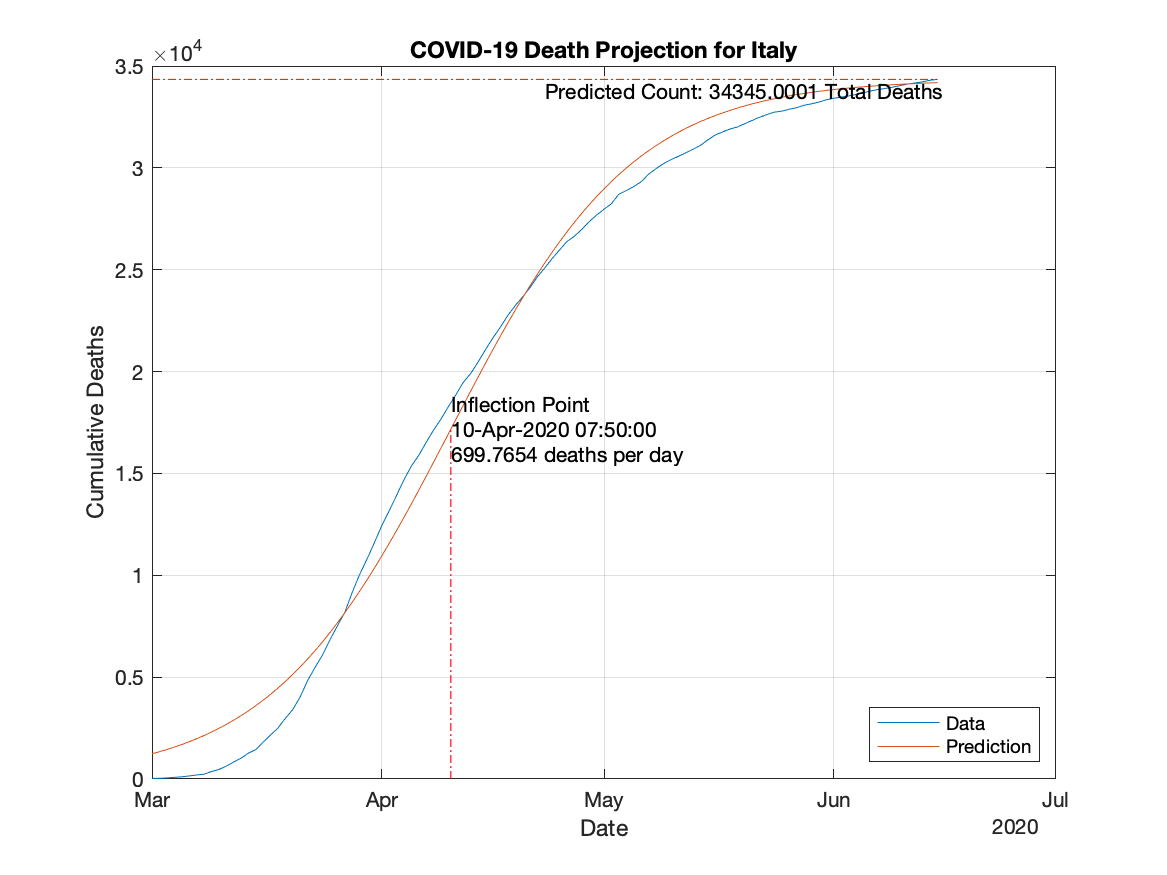 COVID-19 Death Projection for Italy
×10⁴
3.5
Predicted Count: 34345.0001 Total Deaths
3
2.5
2
Inflection Point
10-Apr-2020 07:50:00
699.7654 deaths per day
1.5
1
0.5
0
Cumulative Deaths
Data
Prediction
Mar Apr May Jun Jul
Date
2020